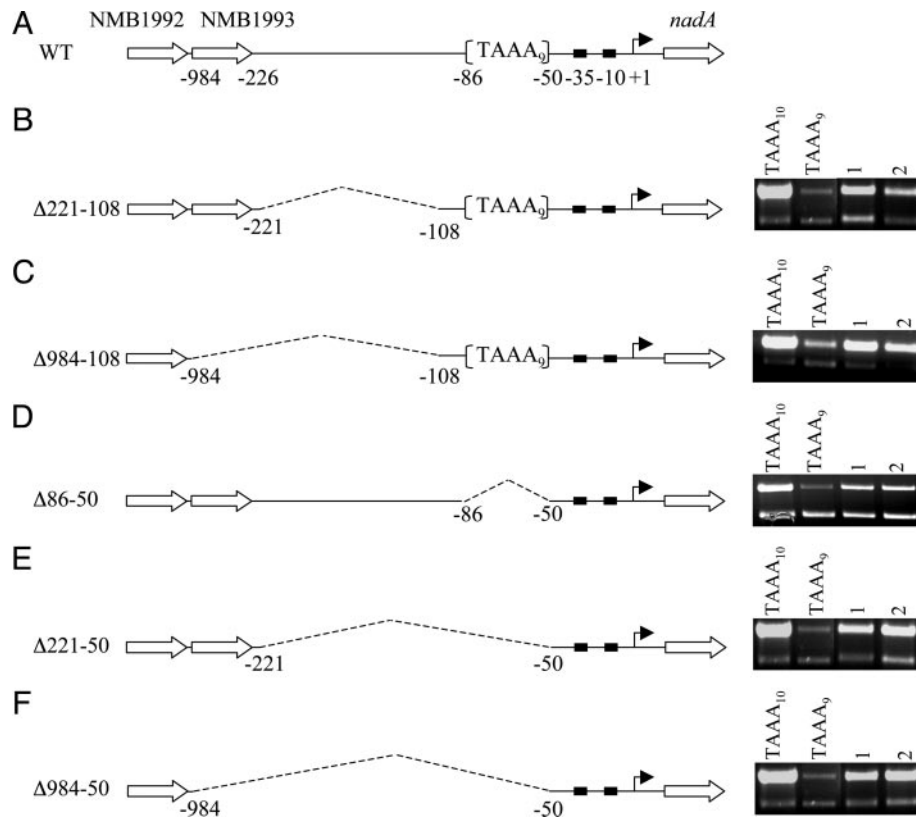 A
NMB1992 NMB1993 nadA
WT [TAAA₉]
-984 -226 -86 -50 -35 -10 +1
B
TAAA₁₀ TAAA₉ 1 2
Δ221-108 [TAAA₉]
-221 -108
C
TAAA₁₀ TAAA₉ 1 2
Δ984-108 [TAAA₉]
-984 -108
D
TAAA₁₀ TAAA₉ 1 2
Δ86-50
-86 -50
E
TAAA₁₀ TAAA₉ 1 2
Δ221-50
-221 -50
F
TAAA₁₀ TAAA₉ 1 2
Δ984-50
-984 -50